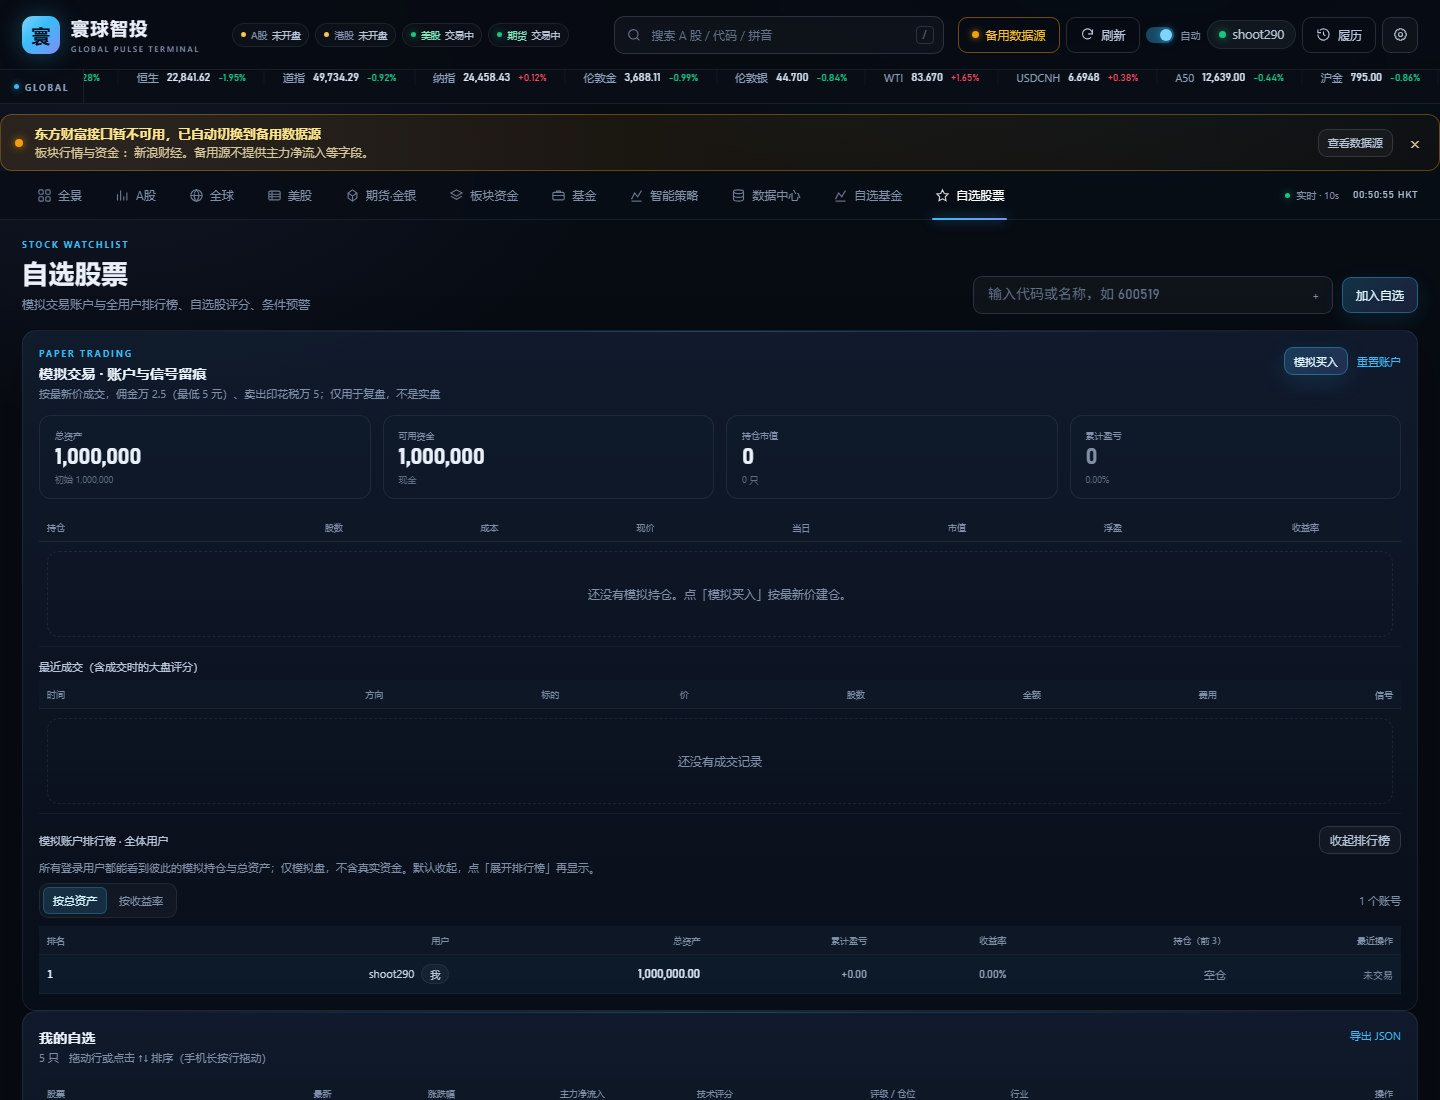 寰
寰球智投
GLOBAL PULSE TERMINAL
A股 未开盘
港股 未开盘
美股 交易中
期货 交易中
搜索 A 股 / 代码 / 拼音
/
备用数据源
刷新
自动
shoot290
履历
GLOBAL
28%
恒生 22,841.62 -1.95%
道指 49,734.29 -0.92%
纳指 24,458.43 +0.12%
伦敦金 3,688.11 -0.99%
伦敦银 44.700 -0.84%
WTI 83.670 +1.65%
USDCNH 6.6948 +0.38%
A50 12,639.00 -0.44%
沪金 795.00 -0.86%
东方财富接口暂不可用，已自动切换到备用数据源
板块行情与资金： 新浪财经。备用源不提供主力净流入等字段。
查看数据源
×
全景
A股
全球
美股
期货·金银
板块资金
基金
智能策略
数据中心
自选基金
自选股票
实时 · 10s
00:50:55 HKT
STOCK WATCHLIST
自选股票
模拟交易账户与全用户排行榜、自选股评分、条件预警
输入代码或名称，如 600519
+
加入自选
PAPER TRADING
模拟交易 · 账户与信号留痕
按最新价成交，佣金万 2.5（最低 5 元）、卖出印花税万 5；仅用于复盘，不是实盘
模拟买入
重置账户
总资产
1,000,000
初始 1,000,000
可用资金
1,000,000
现金
持仓市值
0
0 只
累计盈亏
0
0.00%
持仓 股数 成本 现价 当日 市值 浮盈 收益率
还没有模拟持仓。点「模拟买入」按最新价建仓。
最近成交（含成交时的大盘评分）
时间 方向 标的 价 股数 金额 费用 信号
还没有成交记录
模拟账户排行榜 · 全体用户
收起排行榜
所有登录用户都能看到彼此的模拟持仓与总资产；仅模拟盘，不含真实资金。默认收起，点「展开排行榜」再显示。
按总资产
按收益率
1 个账号
排名 用户 总资产 累计盈亏 收益率 持仓（前 3） 最近操作
1 shoot290 我 1,000,000.00 +0.00 0.00% 空仓 未交易
我的自选
导出 JSON
5 只 拖动行或点击 ↑↓ 排序（手机长按行拖动）
股票 最新 涨跌幅 主力净流入 技术评分 评级 / 仓位 行业 操作